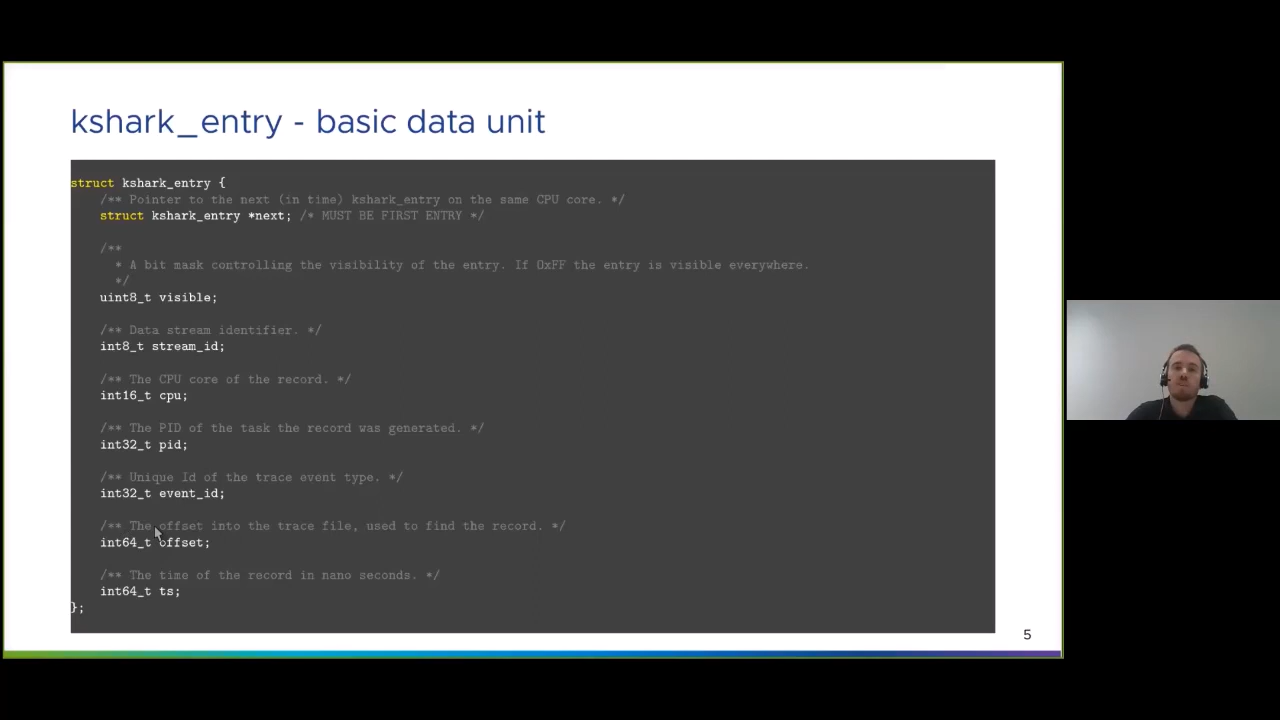 kshark_entry - basic data unit
struct kshark_entry {
/** Pointer to the next (in time) kshark_entry on the same CPU core. */
struct kshark_entry *next; /* MUST BE FIRST ENTRY */
/**
* A bit mask controlling the visibility of the entry. If 0xFF the entry is visible everywhere.
*/
uint8_t visible;
/** Data stream identifier. */
int8_t stream_id;
/** The CPU core of the record. */
int16_t cpu;
/** The PID of the task the record was generated. */
int32_t pid;
/** Unique Id of the trace event type. */
int32_t event_id;
/** The offset into the trace file, used to find the record. */
int64_t offset;
/** The time of the record in nano seconds. */
int64_t ts;
};
5